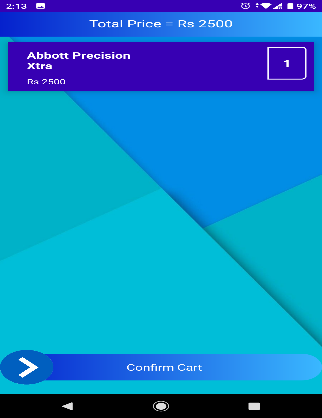 2:13
97%
Total Price = Rs 2500
Abbott Precision
Xtra
1
Rs 2500
Confirm Cart